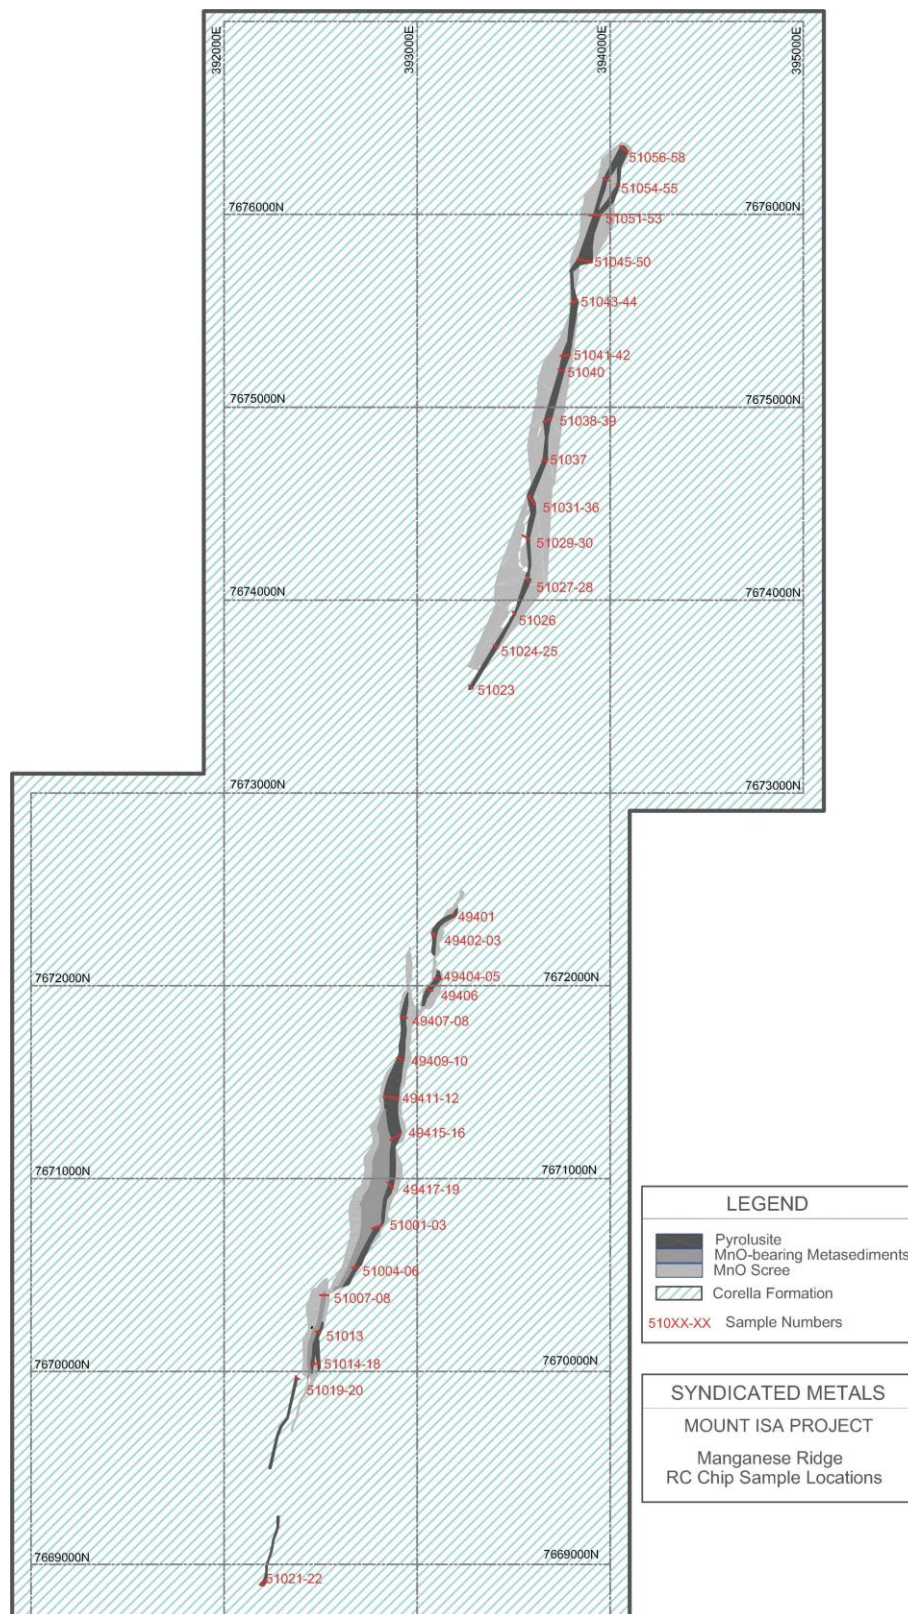 392000E
393000E
394000E
395000E
51056-58
51054-55
7676000N
51051-53
7676000N
51045-50
51043-44
51041-42
51040
7675000N
7675000N
51038-39
51037
51031-36
51029-30
51027-28
7674000N
7674000N
51026
51024-25
51023
7673000N
7673000N
49401
49402-03
49404-05
7672000N
49406
49407-08
49409-10
49411-12
49415-16
7671000N
7671000N
49417-19
51001-03
51004-06
51007-08
51013
51014-18
7670000N
7670000N
51019-20
7669000N
7669000N
51021-22
LEGEND
Pyrolusite
MnO-bearing Metasediments
MnO Scree
Corella Formation
510XX-XX Sample Numbers
SYNDICATED METALS
MOUNT ISA PROJECT
Manganese Ridge
RC Chip Sample Locations